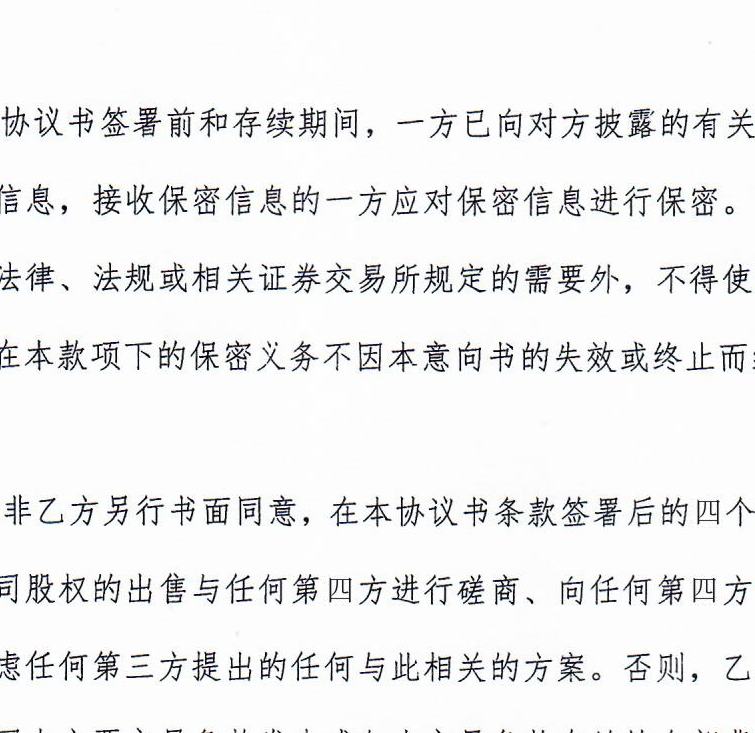 协议书签署前和存续期间，一方已向对方披露的有关
信息，接收保密信息的一方应对保密信息进行保密。
法律、法规或相关证券交易所规定的需要外，不得使
在本款项下的保密义务不因本意向书的失效或终止而
非乙方另行书面同意，在本协议书条款签署后的四个
司股权的出售与任何第四方进行磋商、向任何第四方
虑任何第三方提出的任何与此相关的方案。否则，乙